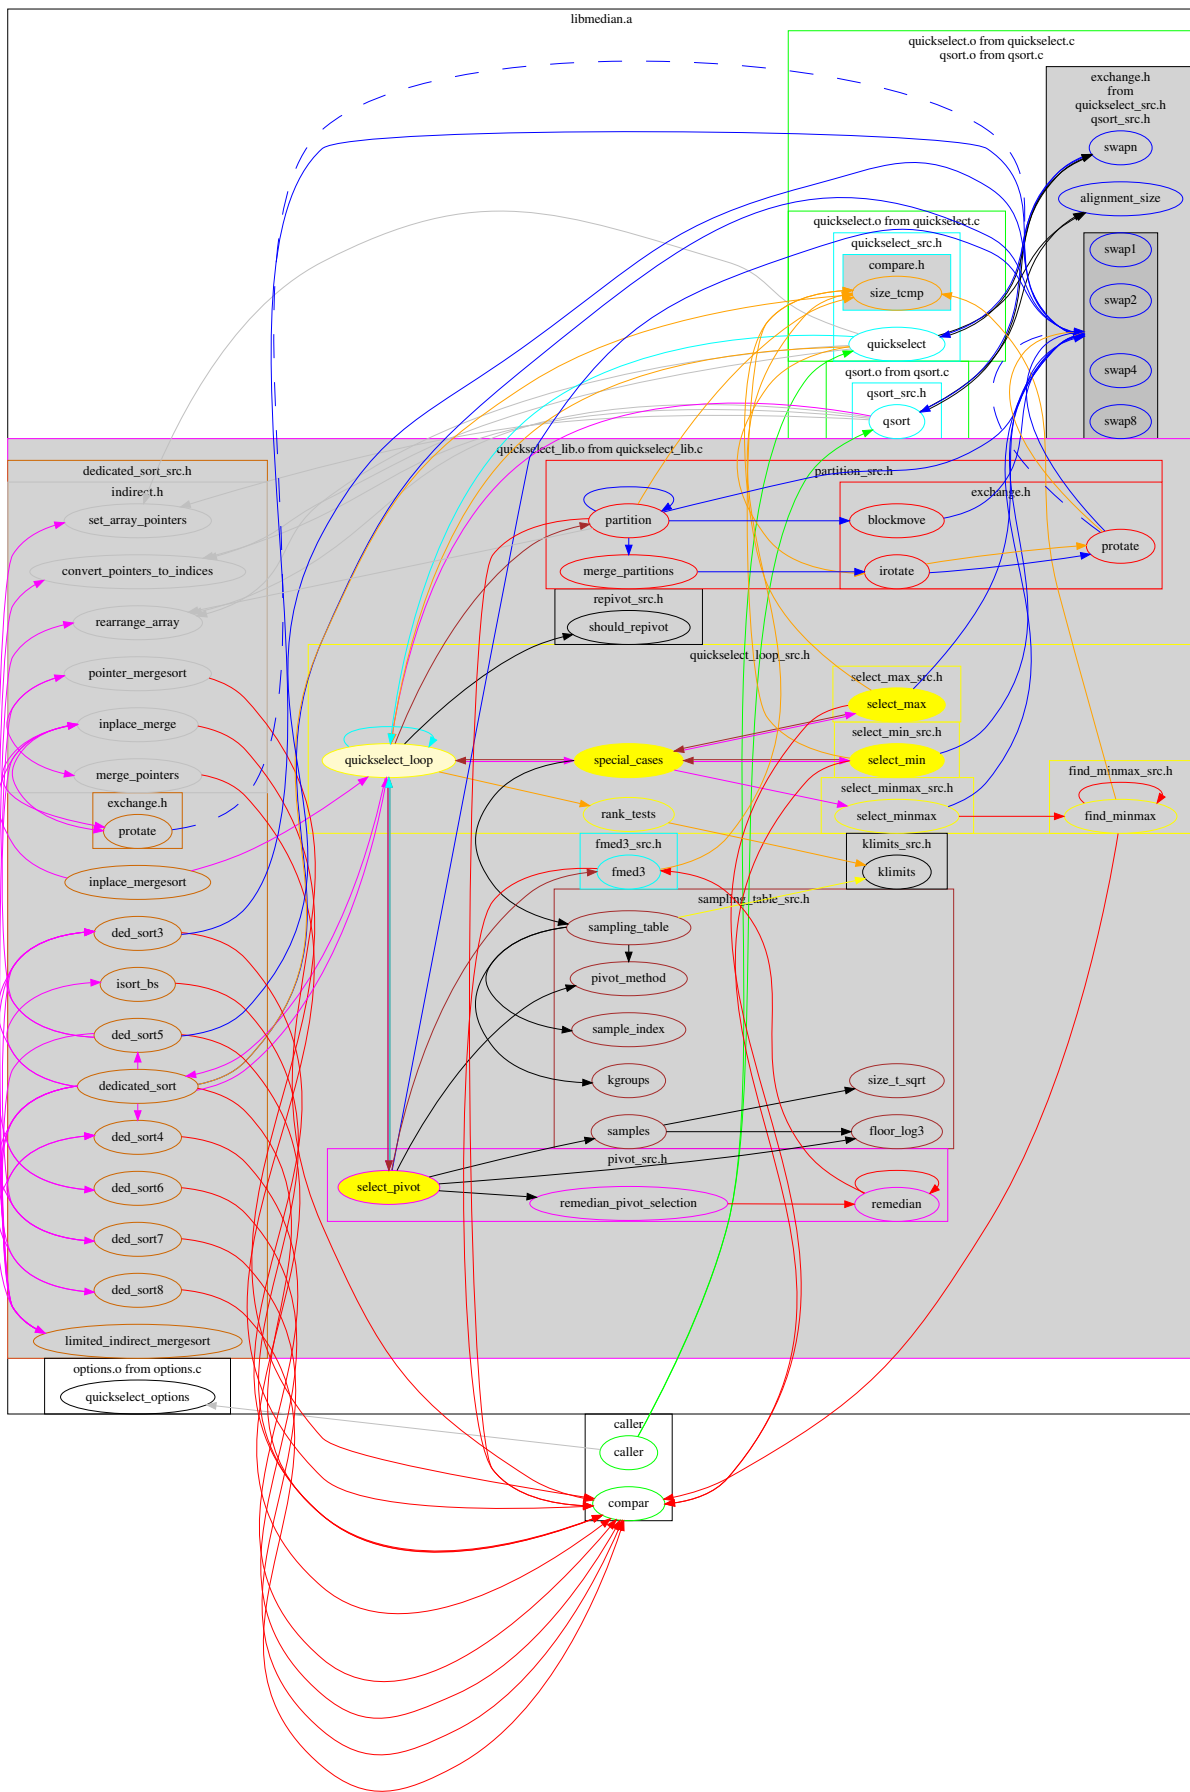 libmedian.a
quickselect.o from quickselect.c
qsort.o from qsort.c
exchange.h
from
quickselect_src.h
qsort_src.h
swapn
alignment_size
swap1
swap2
swap4
swap8
quickselect.o from quickselect.c
quickselect_src.h
compare.h
size_tcmp
quickselect
qsort.o from qsort.c
qsort_src.h
qsort
quickselect_lib.o from quickselect_lib.c
dedicated_sort_src.h
indirect.h
set_array_pointers
convert_pointers_to_indices
rearrange_array
pointer_mergesort
inplace_merge
merge_pointers
exchange.h
protate
inplace_mergesort
ded_sort3
isort_bs
ded_sort5
dedicated_sort
ded_sort4
ded_sort6
ded_sort7
ded_sort8
limited_indirect_mergesort
partition_src.h
exchange.h
partition
blockmove
protate
merge_partitions
irotate
repivot_src.h
should_repivot
quickselect_loop_src.h
select_max_src.h
select_max
select_min_src.h
quickselect_loop
special_cases
select_min
select_minmax_src.h
find_minmax_src.h
rank_tests
select_minmax
find_minmax
fmed3_src.h
klimits_src.h
fmed3
klimits
sampling_table_src.h
sampling_table
pivot_method
sample_index
kgroups
size_t_sqrt
samples
floor_log3
pivot_src.h
select_pivot
remedian_pivot_selection
remedian
options.o from options.c
quickselect_options
caller
caller
compar